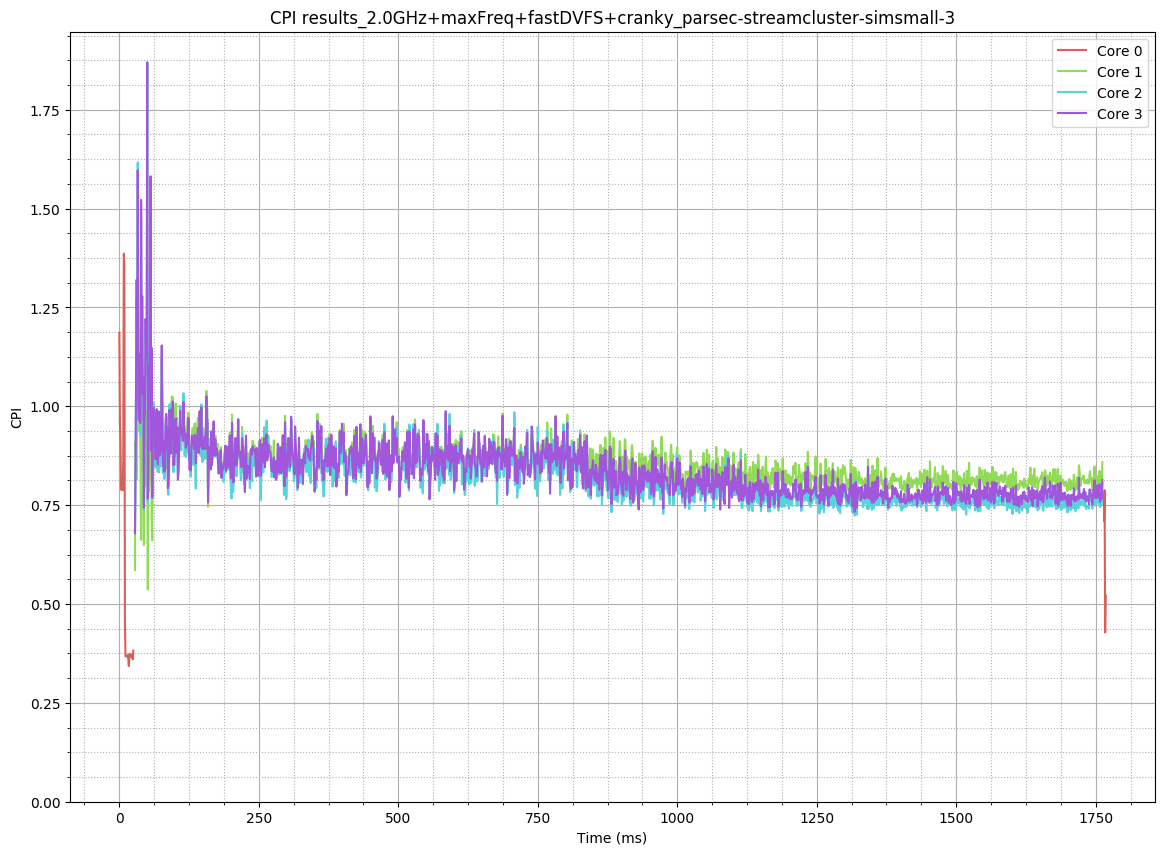 CPI results_2.0GHz+maxFreq+fastDVFS+cranky_parsec-streamcluster-simsmall-3
Core 0
Core 1
Core 2
Core 3
CPI
1.75
1.50
1.25
1.00
0.75
0.50
0.25
0.00
0 250 500 750 1000 1250 1500 1750
Time (ms)